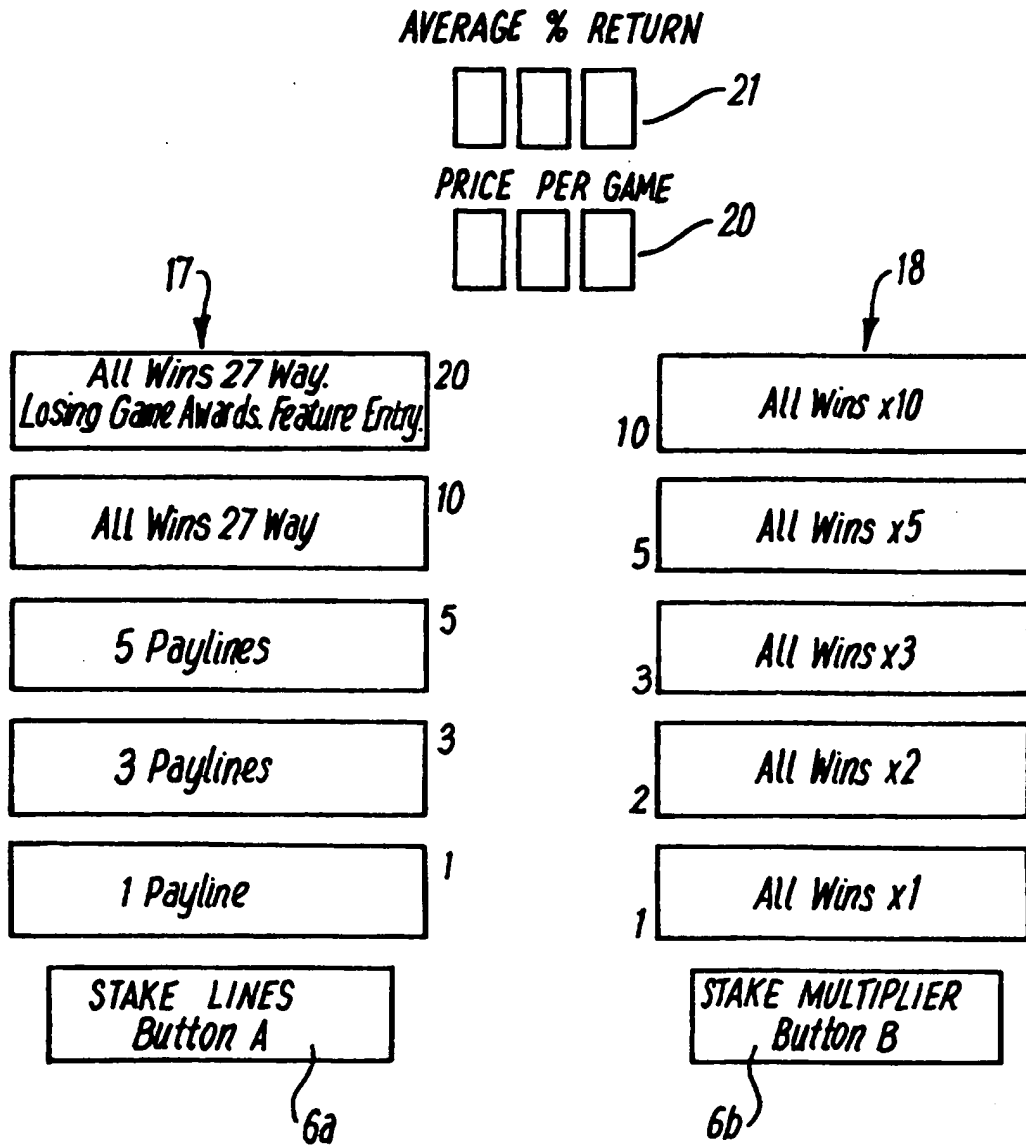 AVERAGE % RETURN
21
PRICE PER GAME
20
17
18
All Wins 27 Way.
Losing Game Awards. Feature Entry.
20
10
All Wins x10
All Wins 27 Way
10
5
All Wins x5
5 Paylines
5
3
All Wins x3
3 Paylines
3
2
All Wins x2
1 Payline
1
1
All Wins x1
STAKE LINES
Button A
STAKE MULTIPLIER
Button B
6a
6b